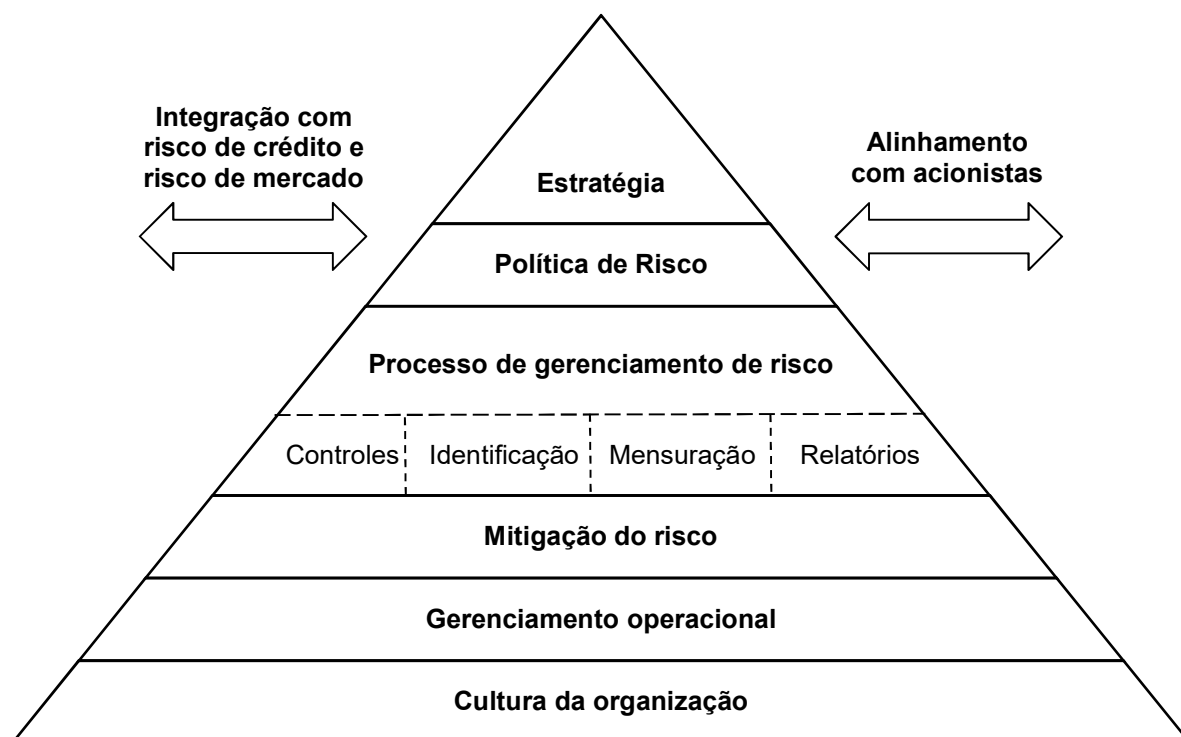 Integração com
risco de crédito e
risco de mercado
Alinhamento
com acionistas
Estratégia
Política de Risco
Processo de gerenciamento de risco
Controles Identificação Mensuração Relatórios
Mitigação do risco
Gerenciamento operacional
Cultura da organização